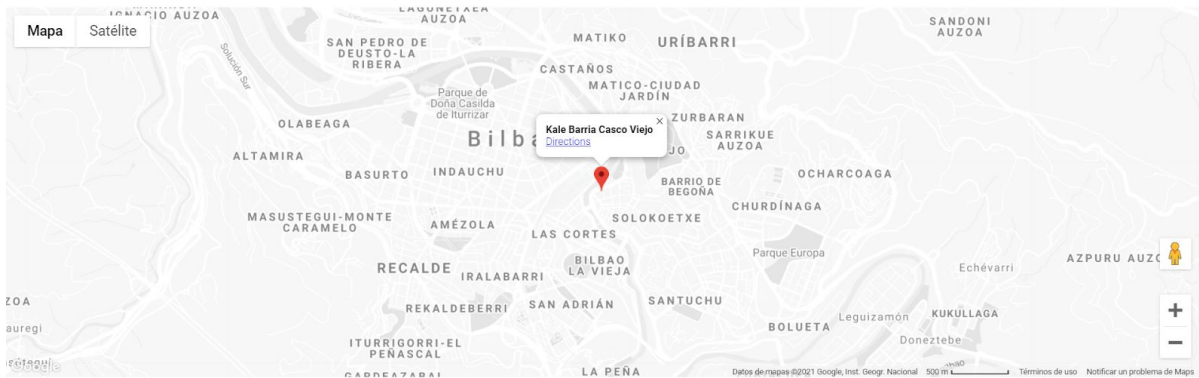 IGNACIO AUZOA
LAGUNETXEA
AUZOA
SANDONI
AUZOA
Mapa
Satélite
SAN PEDRO DE
DEUSTO-LA
RIBERA
MATIKO
URÍBARRI
Solución Sur
CASTAÑOS
MATICO-CIUDAD
JARDÍN
Parque de
Doña Casilda
de Iturrizar
OLABEAGA
ZURBARAN
Kale Barria Casco Viejo
Directions
SARRIKUE
AUZOA
ALTAMIRA
BASURTO
INDAUCHU
BARRIO DE
BEGOÑA
OCHARCOAGA
CHURDÍNAGA
MASUSTEGUI-MONTE
CARAMELO
AMÉZOLA
SOLOKOETXE
LAS CORTES
Parque Europa
BILBAO
LA VIEJA
RECALDE
IRALABARRI
Echévarri
AZPURU AUZO
REKALDEBERRI
SAN ADRIÁN
SANTUCHU
Leguizamón
KUKULLAGA
BOLUETA
Doneztebe
ITURRIGORRI-EL
PEÑASCAL
LA PEÑA
Google
Datos de mapas ©2021 Google, Inst. Geogr. Nacional
500 m
Términos de uso
Notificar un problema de Maps